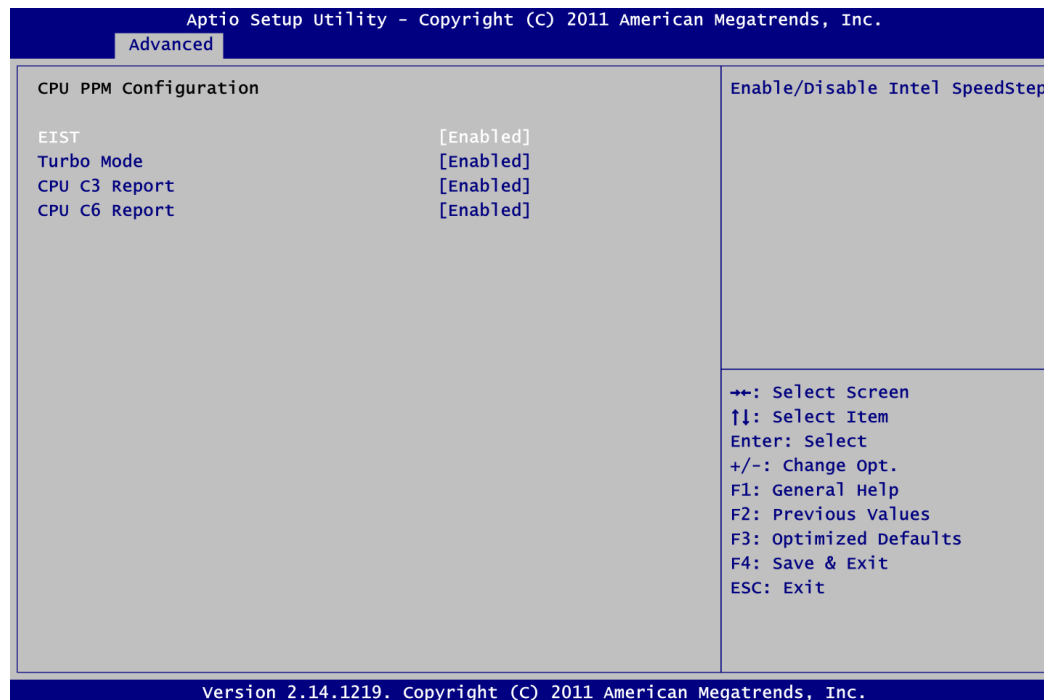 Aptio Setup Utility - Copyright (C) 2011 American Megatrends, Inc.
Advanced
CPU PPM Configuration
EIST [Enabled]
Turbo Mode [Enabled]
CPU C3 Report [Enabled]
CPU C6 Report [Enabled]
Enable/Disable Intel SpeedStep
→←: Select Screen
↑↓: Select Item
Enter: Select
+/-: Change Opt.
F1: General Help
F2: Previous Values
F3: Optimized Defaults
F4: Save & Exit
ESC: Exit
Version 2.14.1219. Copyright (C) 2011 American Megatrends, Inc.